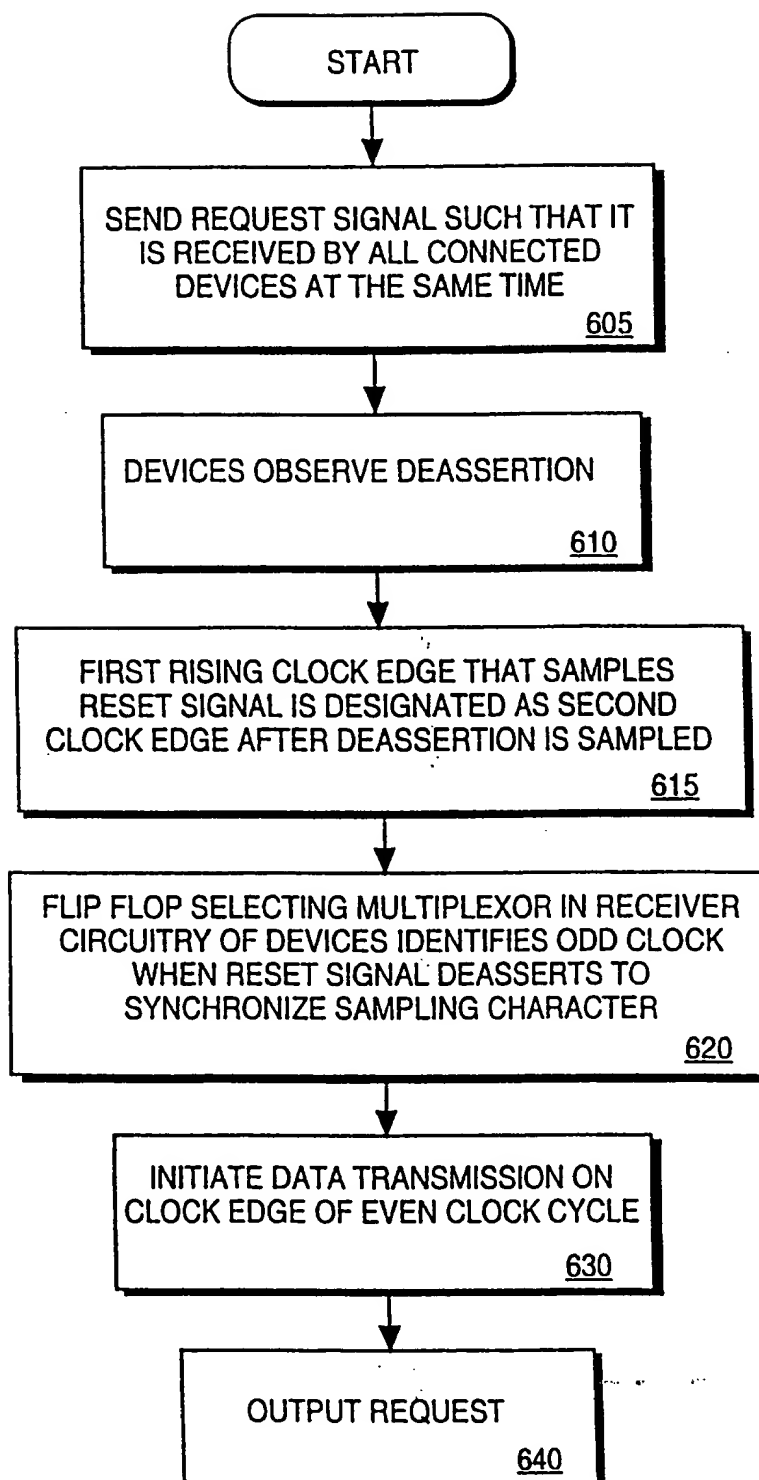 START
SEND REQUEST SIGNAL SUCH THAT IT
IS RECEIVED BY ALL CONNECTED
DEVICES AT THE SAME TIME
605
DEVICES OBSERVE DEASSERTION
610
FIRST RISING CLOCK EDGE THAT SAMPLES
RESET SIGNAL IS DESIGNATED AS SECOND
CLOCK EDGE AFTER DEASSERTION IS SAMPLED
615
FLIP FLOP SELECTING MULTIPLEXOR IN RECEIVER
CIRCUITRY OF DEVICES IDENTIFIES ODD CLOCK
WHEN RESET SIGNAL DEASSERTS TO
SYNCHRONIZE SAMPLING CHARACTER
620
INITIATE DATA TRANSMISSION ON
CLOCK EDGE OF EVEN CLOCK CYCLE
630
OUTPUT REQUEST
640